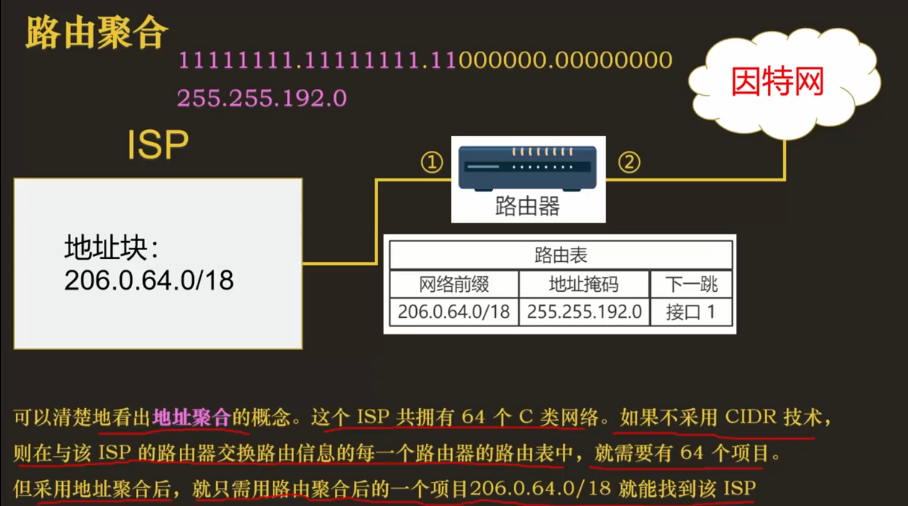 路由聚合
11111111.11111111.11000000.00000000
255.255.192.0
因特网
ISP
① ②
路由器
地址块：
206.0.64.0/18
路由表
网络前缀 地址掩码 下一跳
206.0.64.0/18 255.255.192.0 接口 1
可以清楚地看出地址聚合的概念。这个 ISP 共拥有 64 个 C 类网络。如果不采用 CIDR 技术，
则在与该 ISP 的路由器交换路由信息的每一个路由器的路由表中，就需要有 64 个项目。
但采用地址聚合后，就只需用路由聚合后的一个项目206.0.64.0/18 就能找到该 ISP